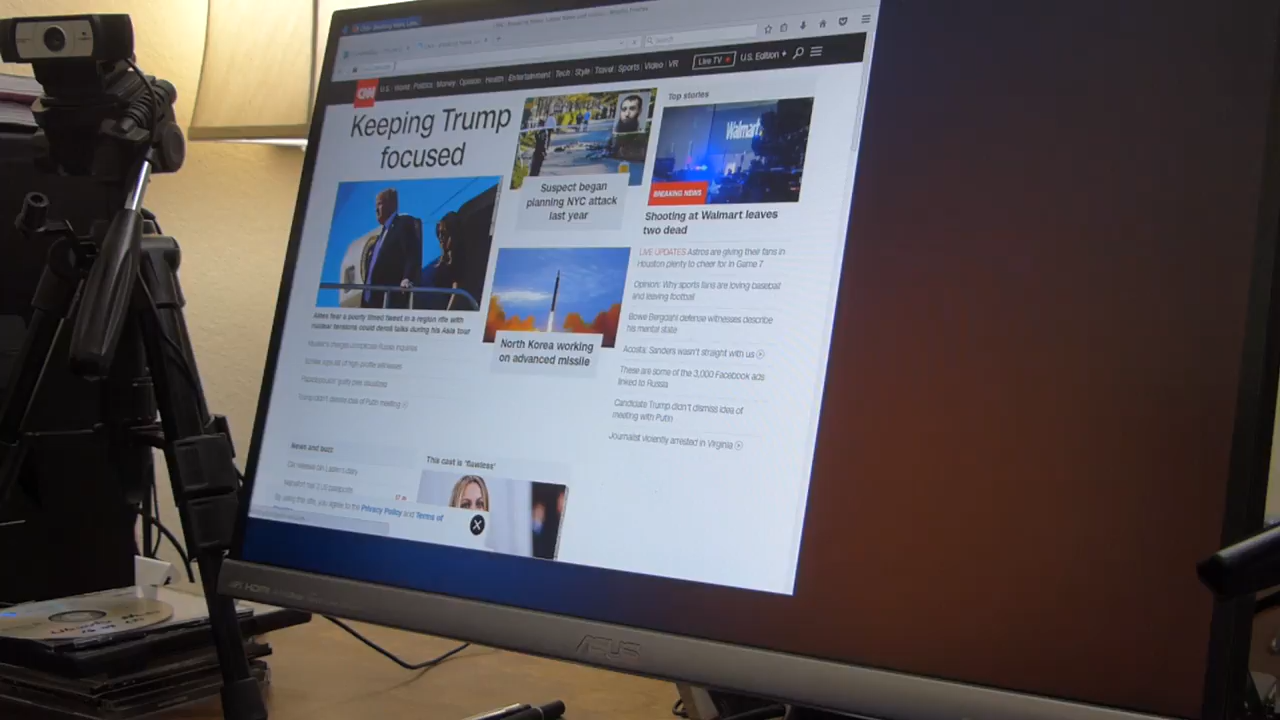 Search
CNN
U.S. World Politics Money Opinion Health Entertainment Tech Style Travel Sports Video VR
Live TV
U.S. Edition +
Keeping Trump
focused
Aides fear a poorly timed tweet in a region rife with
nuclear tensions could derail talks during his Asia tour
News and buzz
By using this site, you agree to the Privacy Policy and Terms of
Suspect began
planning NYC attack
last year
North Korea working
on advanced missile
This cast is 'flawless'
Top stories
Walmart
BREAKING NEWS
Shooting at Walmart leaves
two dead
LIVE UPDATES Astros are giving their fans in
Houston plenty to cheer for in Game 7
Opinion: Why sports fans are loving baseball
and leaving football
Bowe Bergdahl defense witnesses describe
his mental state
Acosta: Sanders wasn't straight with us
These are some of the 3,000 Facebook ads
linked to Russia
Candidate Trump didn't dismiss idea of
meeting with Putin
Journalist violently arrested in Virginia
HDMI
ASUS